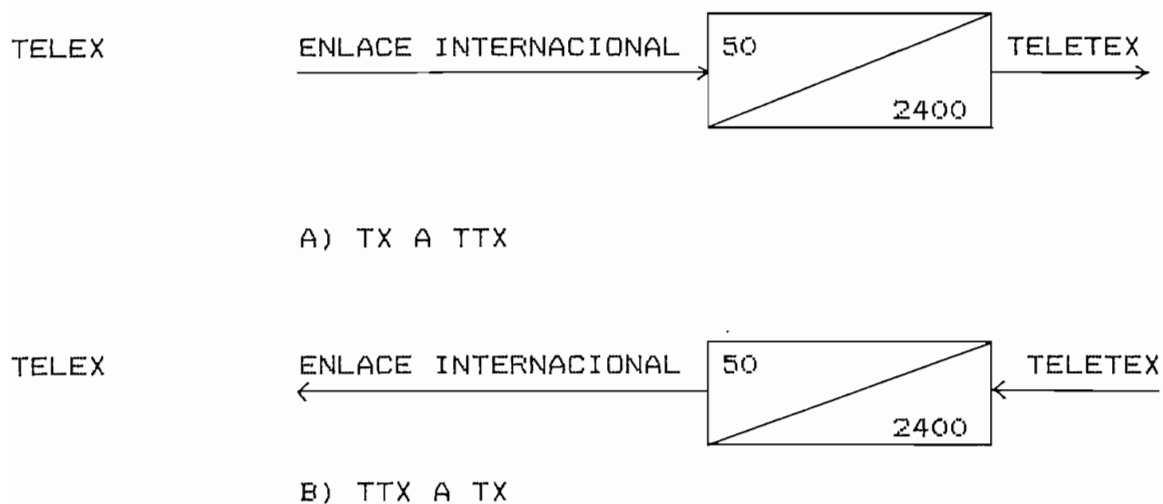 TELEX ENLACE INTERNACIONAL 50 TELETEX
2400
A) TX A TTX
TELEX ENLACE INTERNACIONAL 50 TELETEX
2400
B) TTX A TX